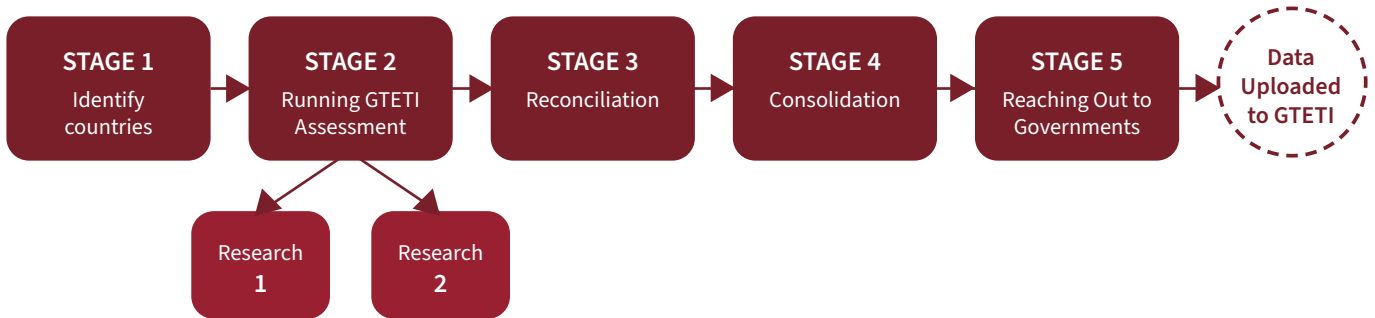 STAGE 1
Identify
countries
STAGE 2
Running GTETI
Assessment
STAGE 3
Reconciliation
STAGE 4
Consolidation
STAGE 5
Reaching Out to
Governments
Data
Uploaded
to GTETI
Research
1
Research
2